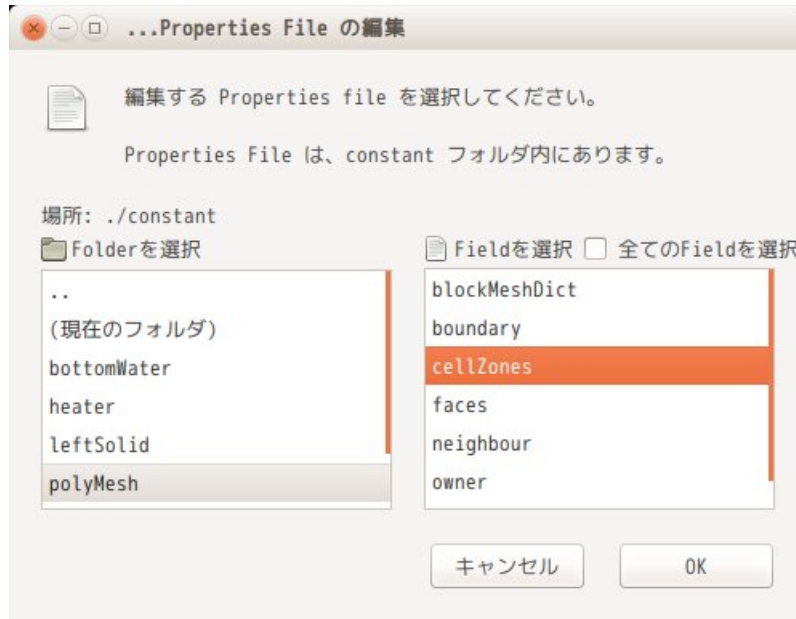 ...Properties File の編集
編集する Properties file を選択してください。
Properties File は、constant フォルダ内にあります。
場所: ./constant
Folderを選択
..
(現在のフォルダ)
bottomWater
heater
leftSolid
polyMesh
Fieldを選択 全てのFieldを選択
blockMeshDict
boundary
cellZones
faces
neighbour
owner
キャンセル
OK